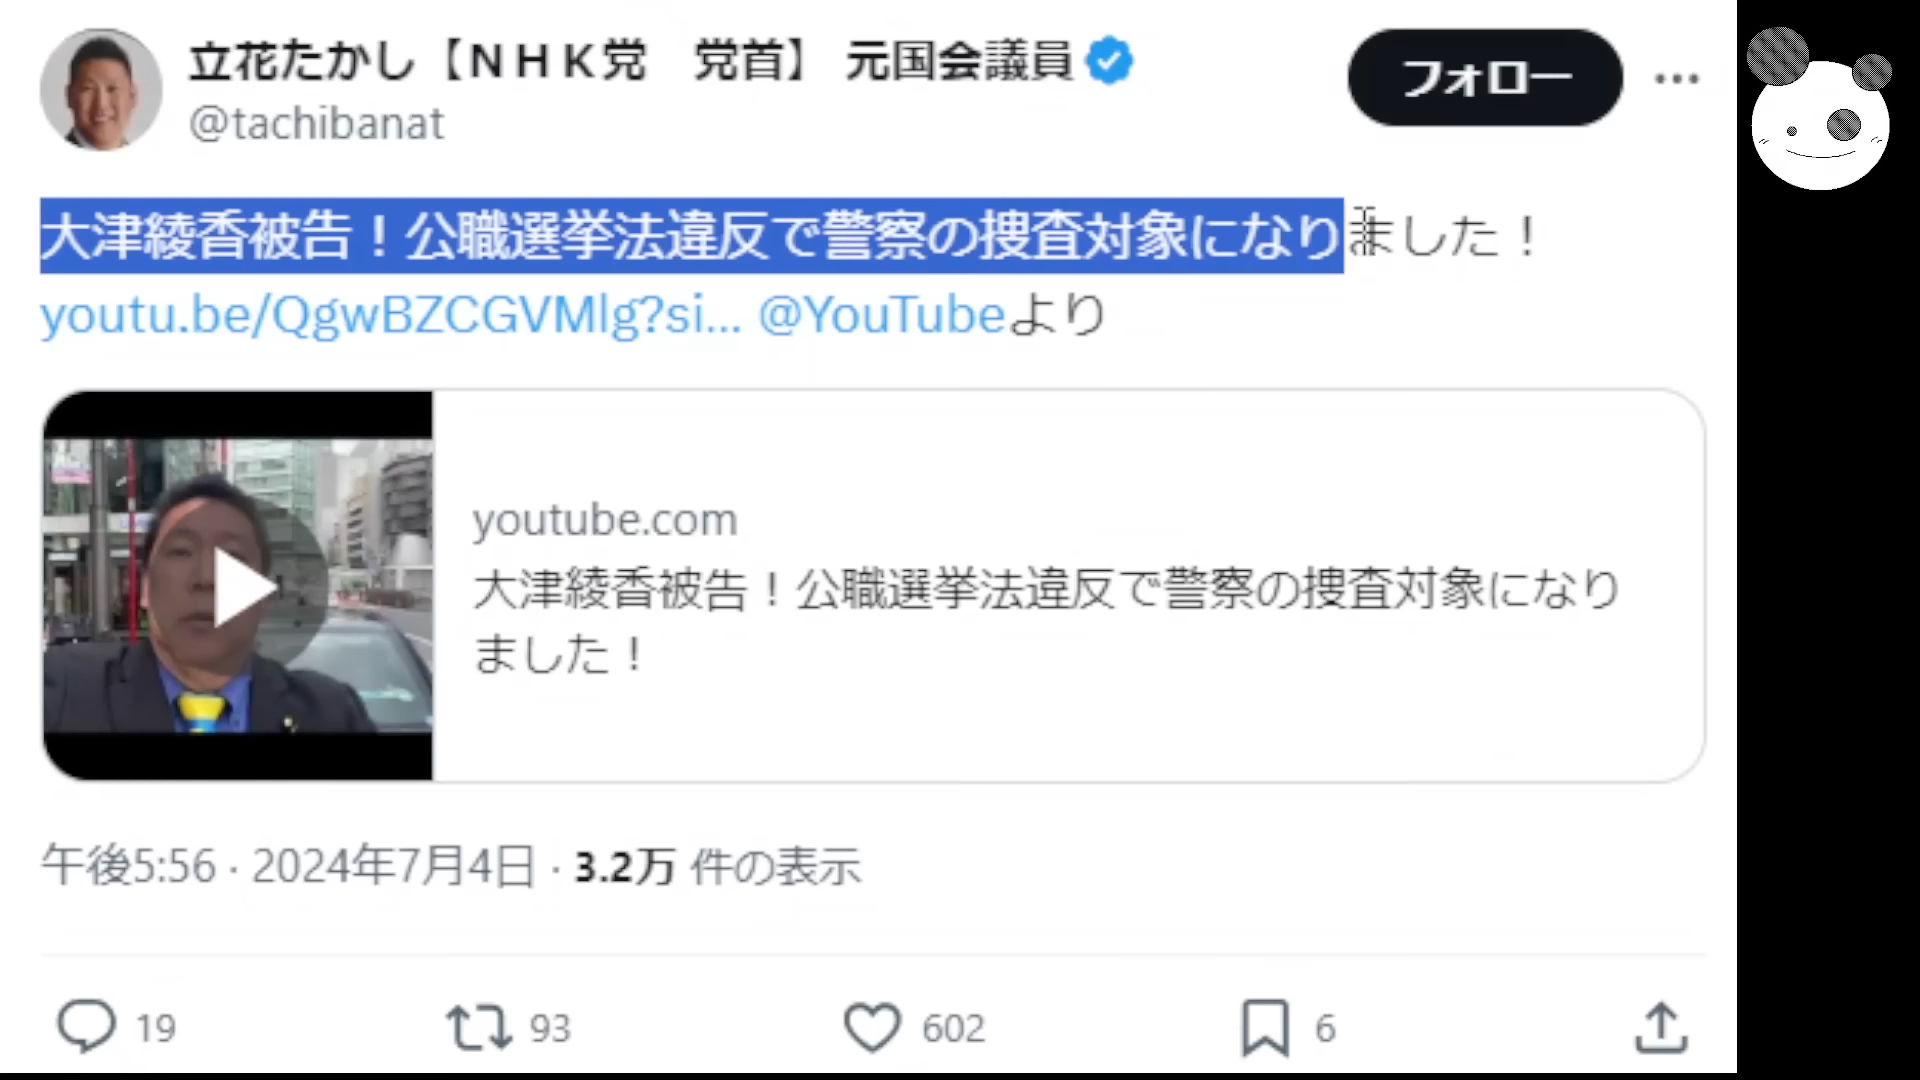 立花たかし【ＮＨＫ党　党首】 元国会議員
@tachibanat
フォロー
大津綾香被告！公職選挙法違反で警察の捜査対象になりました！
youtu.be/QgwBZCGVMlg?si... @YouTubeより
youtube.com
大津綾香被告！公職選挙法違反で警察の捜査対象になり
ました！
午後5:56 · 2024年7月4日 · 3.2万 件の表示
19 93 602 6